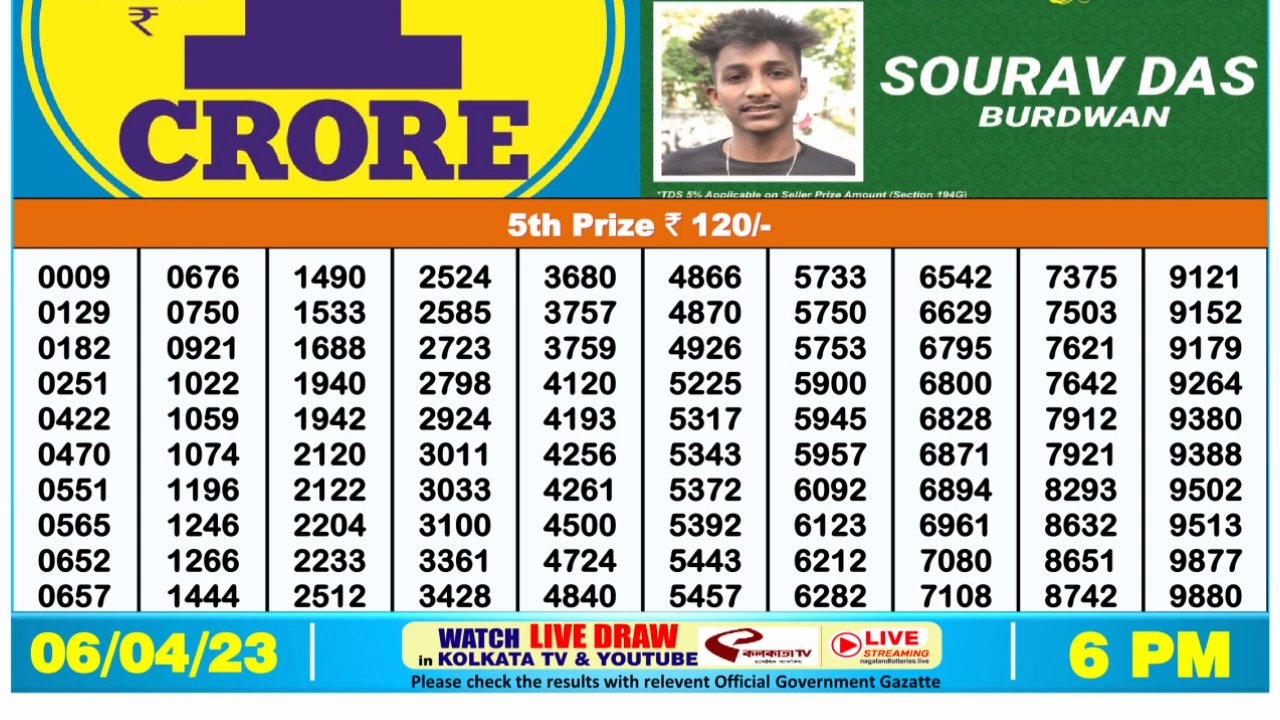 ₹
1
CRORE
SOURAV DAS
BURDWAN
*TDS 5% Applicable on Seller Prize Amount (Section 194G)
5th Prize ₹ 120/-
0009 0676 1490 2524 3680 4866 5733 6542 7375 9121
0129 0750 1533 2585 3757 4870 5750 6629 7503 9152
0182 0921 1688 2723 3759 4926 5753 6795 7621 9179
0251 1022 1940 2798 4120 5225 5900 6800 7642 9264
0422 1059 1942 2924 4193 5317 5945 6828 7912 9380
0470 1074 2120 3011 4256 5343 5957 6871 7921 9388
0551 1196 2122 3033 4261 5372 6092 6894 8293 9502
0565 1246 2204 3100 4500 5392 6123 6961 8632 9513
0652 1266 2233 3361 4724 5443 6212 7080 8651 9877
0657 1444 2512 3428 4840 5457 6282 7108 8742 9880
06/04/23
WATCH LIVE DRAW
in KOLKATA TV & YOUTUBE
কলকাতা TV
LIVE
STREAMING
nagalandlotteries.live
Please check the results with relevent Official Government Gazatte
6 PM